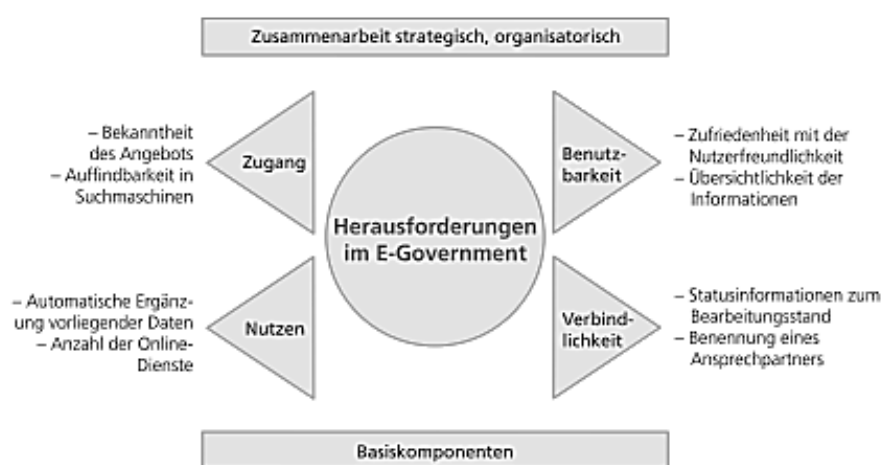 Zusammenarbeit strategisch, organisatorisch
– Bekanntheit
des Angebots
– Auffindbarkeit in
Suchmaschinen
Zugang
Benutz-
barkeit
– Zufriedenheit mit der
Nutzerfreundlichkeit
– Übersichtlichkeit der
Informationen
Herausforderungen
im E-Government
– Automatische Ergänz-
ung vorliegender Daten
– Anzahl der Online-
Dienste
Nutzen
Verbind-
lichkeit
– Statusinformationen zum
Bearbeitungsstand
– Benennung eines
Ansprechpartners
Basiskomponenten